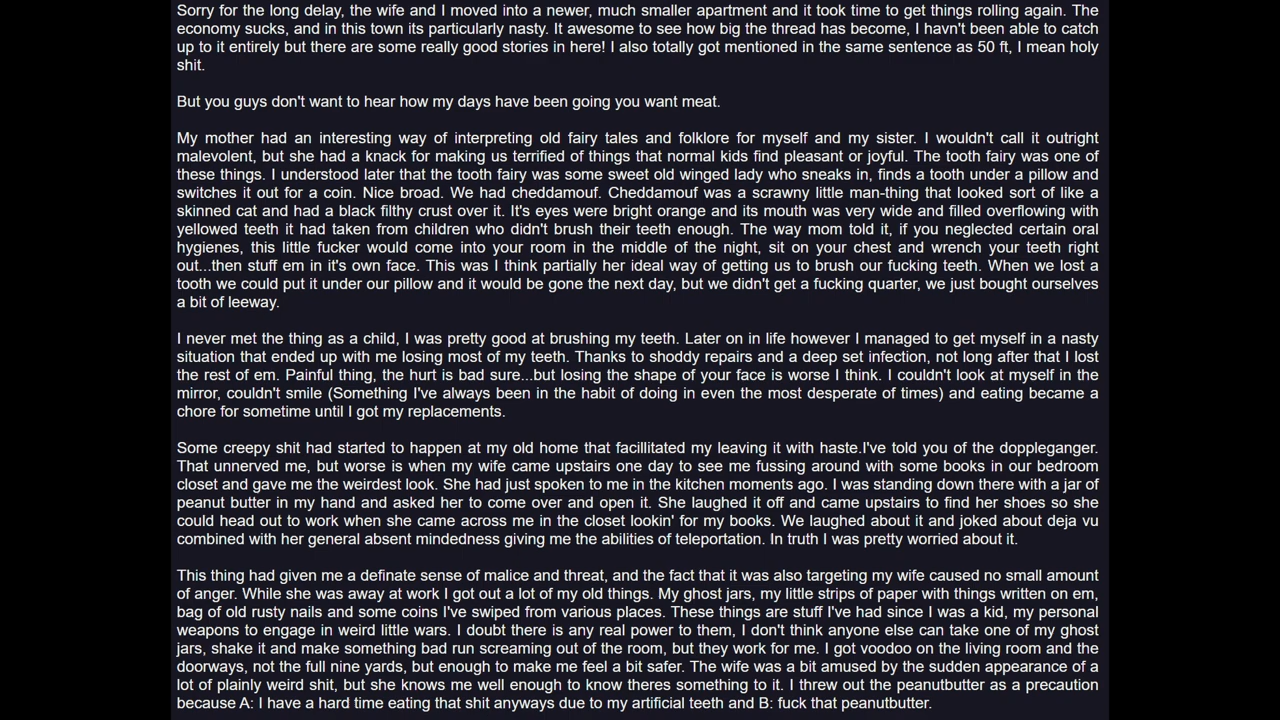 Sorry for the long delay, the wife and I moved into a newer, much smaller apartment and it took time to get things rolling again. The
economy sucks, and in this town its particularly nasty. It awesome to see how big the thread has become, I havn't been able to catch
up to it entirely but there are some really good stories in here! I also totally got mentioned in the same sentence as 50 ft, I mean holy
shit.
But you guys don't want to hear how my days have been going you want meat.
My mother had an interesting way of interpreting old fairy tales and folklore for myself and my sister. I wouldn't call it outright
malevolent, but she had a knack for making us terrified of things that normal kids find pleasant or joyful. The tooth fairy was one of
these things. I understood later that the tooth fairy was some sweet old winged lady who sneaks in, finds a tooth under a pillow and
switches it out for a coin. Nice broad. We had cheddamouf. Cheddamouf was a scrawny little man-thing that looked sort of like a
skinned cat and had a black filthy crust over it. It's eyes were bright orange and its mouth was very wide and filled overflowing with
yellowed teeth it had taken from children who didn't brush their teeth enough. The way mom told it, if you neglected certain oral
hygienes, this little fucker would come into your room in the middle of the night, sit on your chest and wrench your teeth right
out...then stuff em in it's own face. This was I think partially her ideal way of getting us to brush our fucking teeth. When we lost a
tooth we could put it under our pillow and it would be gone the next day, but we didn't get a fucking quarter, we just bought ourselves
a bit of leeway.
I never met the thing as a child, I was pretty good at brushing my teeth. Later on in life however I managed to get myself in a nasty
situation that ended up with me losing most of my teeth. Thanks to shoddy repairs and a deep set infection, not long after that I lost
the rest of em. Painful thing, the hurt is bad sure...but losing the shape of your face is worse I think. I couldn't look at myself in the
mirror, couldn't smile (Something I've always been in the habit of doing in even the most desperate of times) and eating became a
chore for sometime until I got my replacements.
Some creepy shit had started to happen at my old home that facillitated my leaving it with haste.I've told you of the doppleganger.
That unnerved me, but worse is when my wife came upstairs one day to see me fussing around with some books in our bedroom
closet and gave me the weirdest look. She had just spoken to me in the kitchen moments ago. I was standing down there with a jar of
peanut butter in my hand and asked her to come over and open it. She laughed it off and came upstairs to find her shoes so she
could head out to work when she came across me in the closet lookin' for my books. We laughed about it and joked about deja vu
combined with her general absent mindedness giving me the abilities of teleportation. In truth I was pretty worried about it.
This thing had given me a definate sense of malice and threat, and the fact that it was also targeting my wife caused no small amount
of anger. While she was away at work I got out a lot of my old things. My ghost jars, my little strips of paper with things written on em,
bag of old rusty nails and some coins I've swiped from various places. These things are stuff I've had since I was a kid, my personal
weapons to engage in weird little wars. I doubt there is any real power to them, I don't think anyone else can take one of my ghost
jars, shake it and make something bad run screaming out of the room, but they work for me. I got voodoo on the living room and the
doorways, not the full nine yards, but enough to make me feel a bit safer. The wife was a bit amused by the sudden appearance of a
lot of plainly weird shit, but she knows me well enough to know theres something to it. I threw out the peanutbutter as a precaution
because A: I have a hard time eating that shit anyways due to my artificial teeth and B: fuck that peanutbutter.